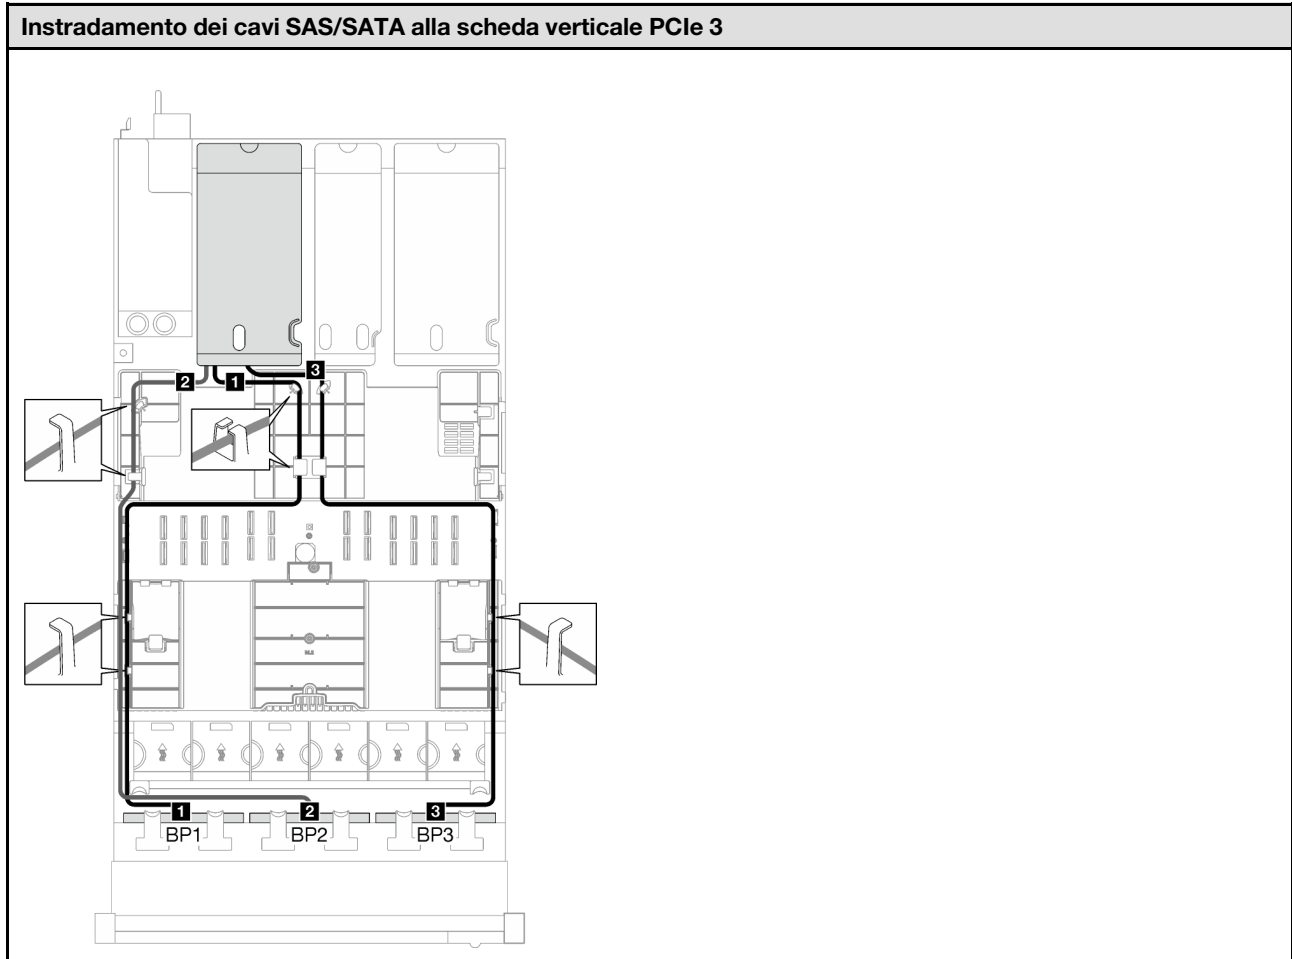 Instradamento dei cavi SAS/SATA alla scheda verticale PCIe 3
3
2
1
1
2
3
BP1
BP2
BP3